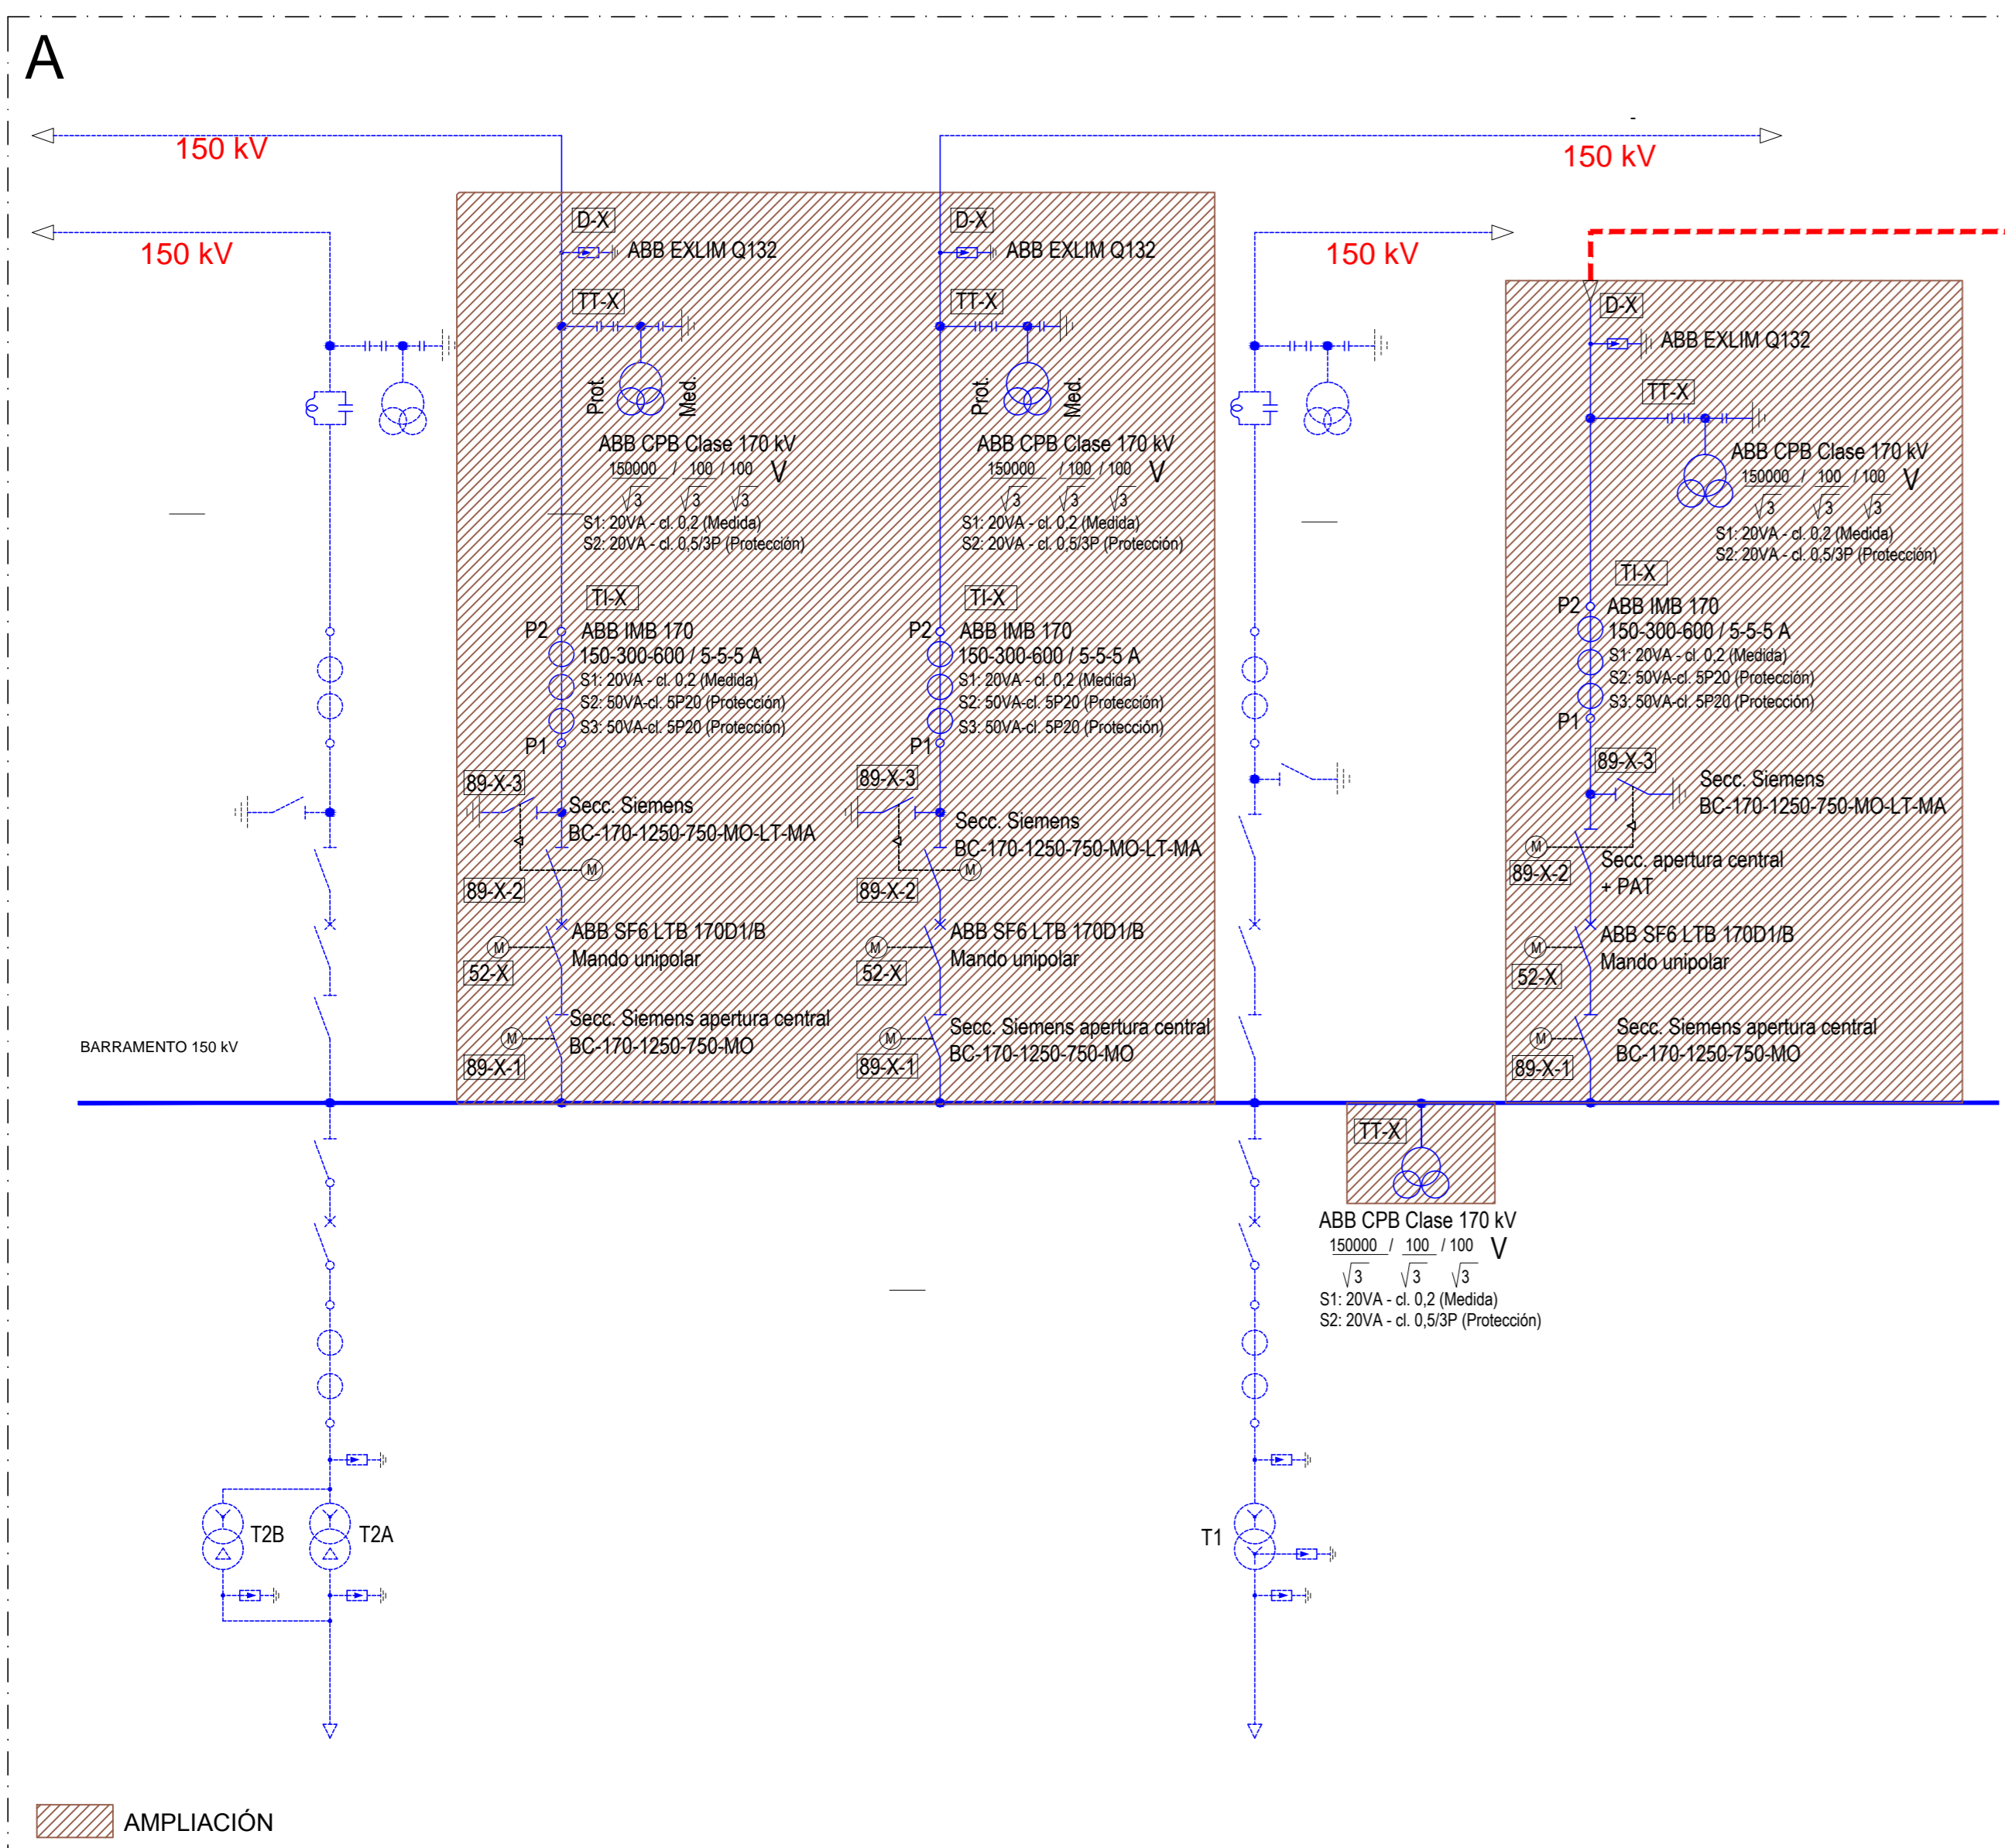 A
150 kV
150 kV
150 kV
150 kV
D-X
ABB EXLIM Q132
TT-X
Prot.
Med.
ABB CPB Clase 170 kV
150000 / 100 / 100 V
√3 √3 √3
S1: 20VA - cl. 0,2 (Medida)
S2: 20VA - cl. 0,5/3P (Protección)
TI-X
P2
ABB IMB 170
150-300-600 / 5-5-5 A
S1: 20VA - cl. 0,2 (Medida)
S2: 50VA-cl. 5P20 (Protección)
S3: 50VA-cl. 5P20 (Protección)
P1
89-X-3
Secc. Siemens
BC-170-1250-750-MO-LT-MA
M
89-X-2
ABB SF6 LTB 170D1/B
Mando unipolar
M
52-X
Secc. Siemens apertura central
BC-170-1250-750-MO
M
89-X-1
D-X
ABB EXLIM Q132
TT-X
Prot.
Med.
ABB CPB Clase 170 kV
150000 / 100 / 100 V
√3 √3 √3
S1: 20VA - cl. 0,2 (Medida)
S2: 20VA - cl. 0,5/3P (Protección)
TI-X
P2
ABB IMB 170
150-300-600 / 5-5-5 A
S1: 20VA - cl. 0,2 (Medida)
S2: 50VA-cl. 5P20 (Protección)
S3: 50VA-cl. 5P20 (Protección)
P1
89-X-3
Secc. Siemens
BC-170-1250-750-MO-LT-MA
M
89-X-2
ABB SF6 LTB 170D1/B
Mando unipolar
M
52-X
Secc. Siemens apertura central
BC-170-1250-750-MO
M
89-X-1
D-X
ABB EXLIM Q132
TT-X
ABB CPB Clase 170 kV
150000 / 100 / 100 V
√3 √3 √3
S1: 20VA - cl. 0,2 (Medida)
S2: 20VA - cl. 0,5/3P (Protección)
TI-X
P2
ABB IMB 170
150-300-600 / 5-5-5 A
S1: 20VA - cl. 0,2 (Medida)
S2: 50VA-cl. 5P20 (Protección)
S3: 50VA-cl. 5P20 (Protección)
P1
89-X-3
Secc. Siemens
BC-170-1250-750-MO-LT-MA
M
89-X-2
Secc. apertura central
+ PAT
ABB SF6 LTB 170D1/B
Mando unipolar
M
52-X
Secc. Siemens apertura central
BC-170-1250-750-MO
M
89-X-1
BARRAMENTO 150 kV
TT-X
ABB CPB Clase 170 kV
150000 / 100 / 100 V
√3 √3 √3
S1: 20VA - cl. 0,2 (Medida)
S2: 20VA - cl. 0,5/3P (Protección)
T2B
T2A
T1
AMPLIACIÓN